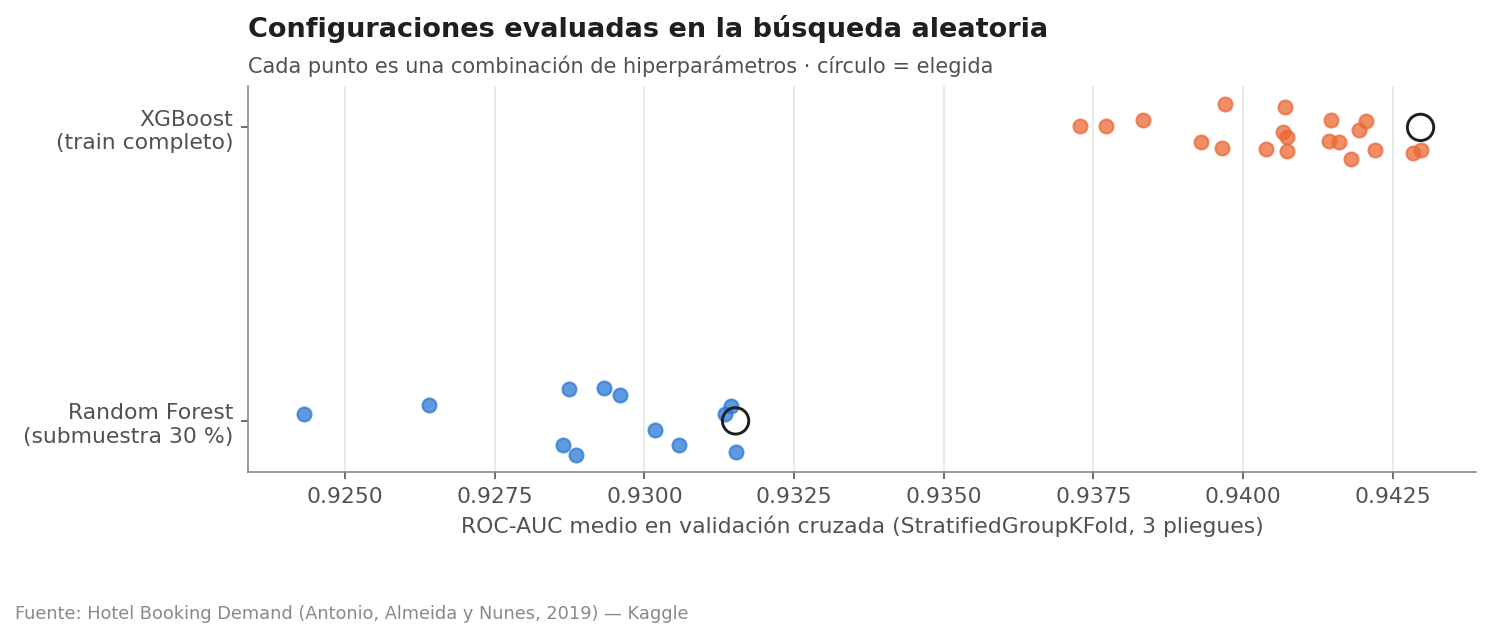 Configuraciones evaluadas en la búsqueda aleatoria
Cada punto es una combinación de hiperparámetros · círculo = elegida
XGBoost
(train completo)
Random Forest
(submuestra 30 %)
0.9250 0.9275 0.9300 0.9325 0.9350 0.9375 0.9400 0.9425
ROC-AUC medio en validación cruzada (StratifiedGroupKFold, 3 pliegues)
Fuente: Hotel Booking Demand (Antonio, Almeida y Nunes, 2019) — Kaggle